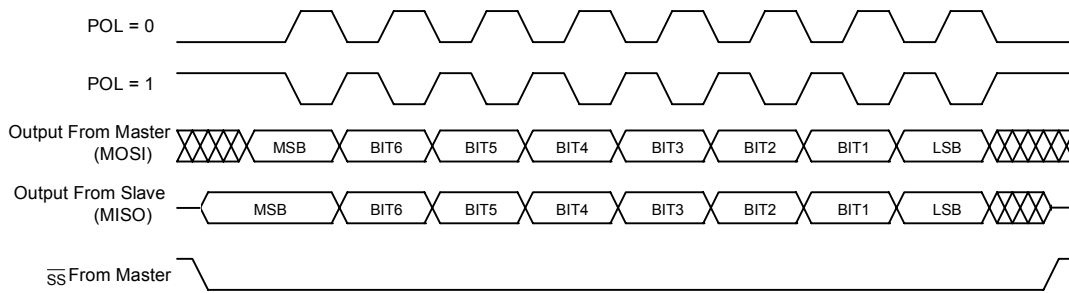 POL = 0
POL = 1
Output From Master
(MOSI)
MSB BIT6 BIT5 BIT4 BIT3 BIT2 BIT1 LSB
Output From Slave
(MISO)
MSB BIT6 BIT5 BIT4 BIT3 BIT2 BIT1 LSB
SS From Master